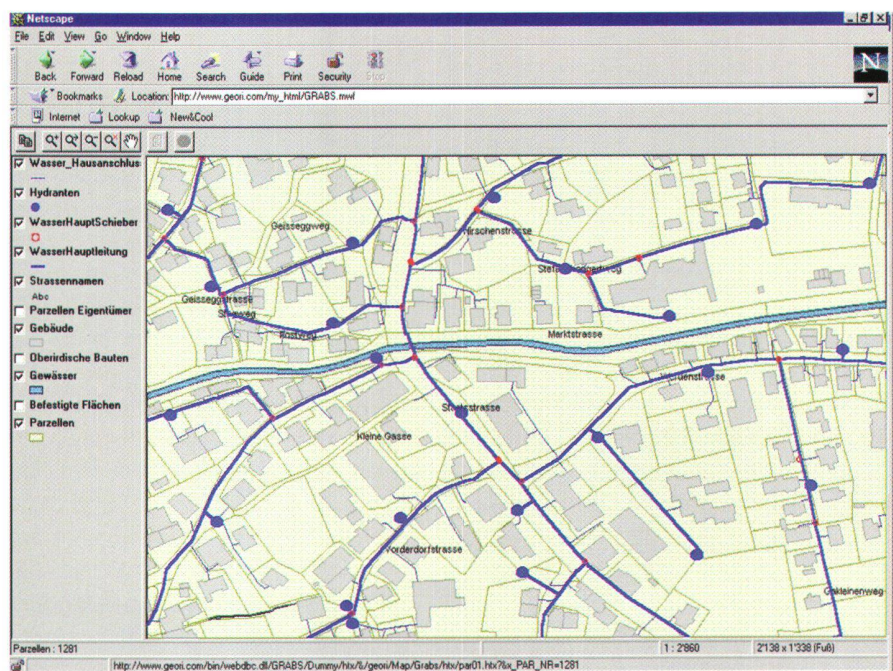 Netscape
File Edit View Go Window Help
Back Forward Reload Home Search Guide Print Security Stop
N
Bookmarks Location: http://www.geori.com/my_html/GRABS.mwf
Internet Lookup New&Cool
Wasser_Hausanschluss
Hydranten
WasserHauptSchieber
WasserHauptleitung
Strassennamen
Abc
Parzellen Eigentümer
Gebäude
Oberirdische Bauten
Gewässer
Befestigte Flächen
Parzellen
Geisseggweg
Hirschenstrasse
Geisseggstrasse
Marktstrasse
Staatsstrasse
Kleine Gasse
Vorderdorfstrasse
Parzellen : 1281
1 : 2'860
2'138 x 1'338 (Fuß)
http://www.geori.com/bin/webdbc.dll/GRABS/Dummy/htx/&/geori/Map/Grabs/htx/par01.htx?&x_PAR_NR=1281